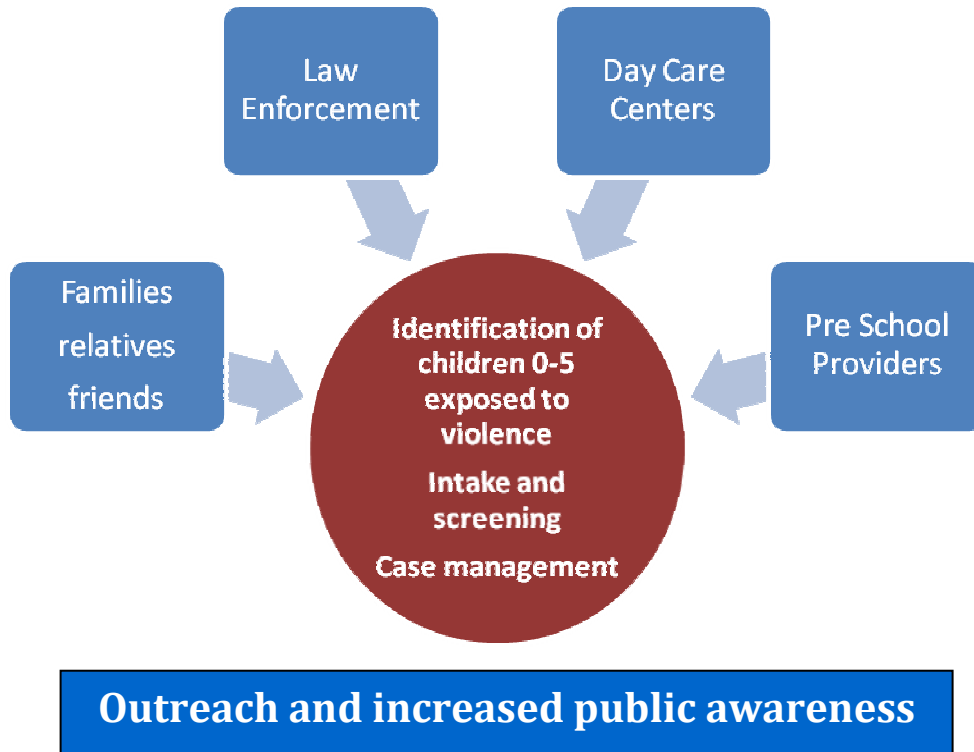 Law
Enforcement
Day Care
Centers
Families
relatives
friends
Pre School
Providers
Identification of
children 0-5
exposed to
violence
Intake and
screening
Case management
Outreach and increased public awareness